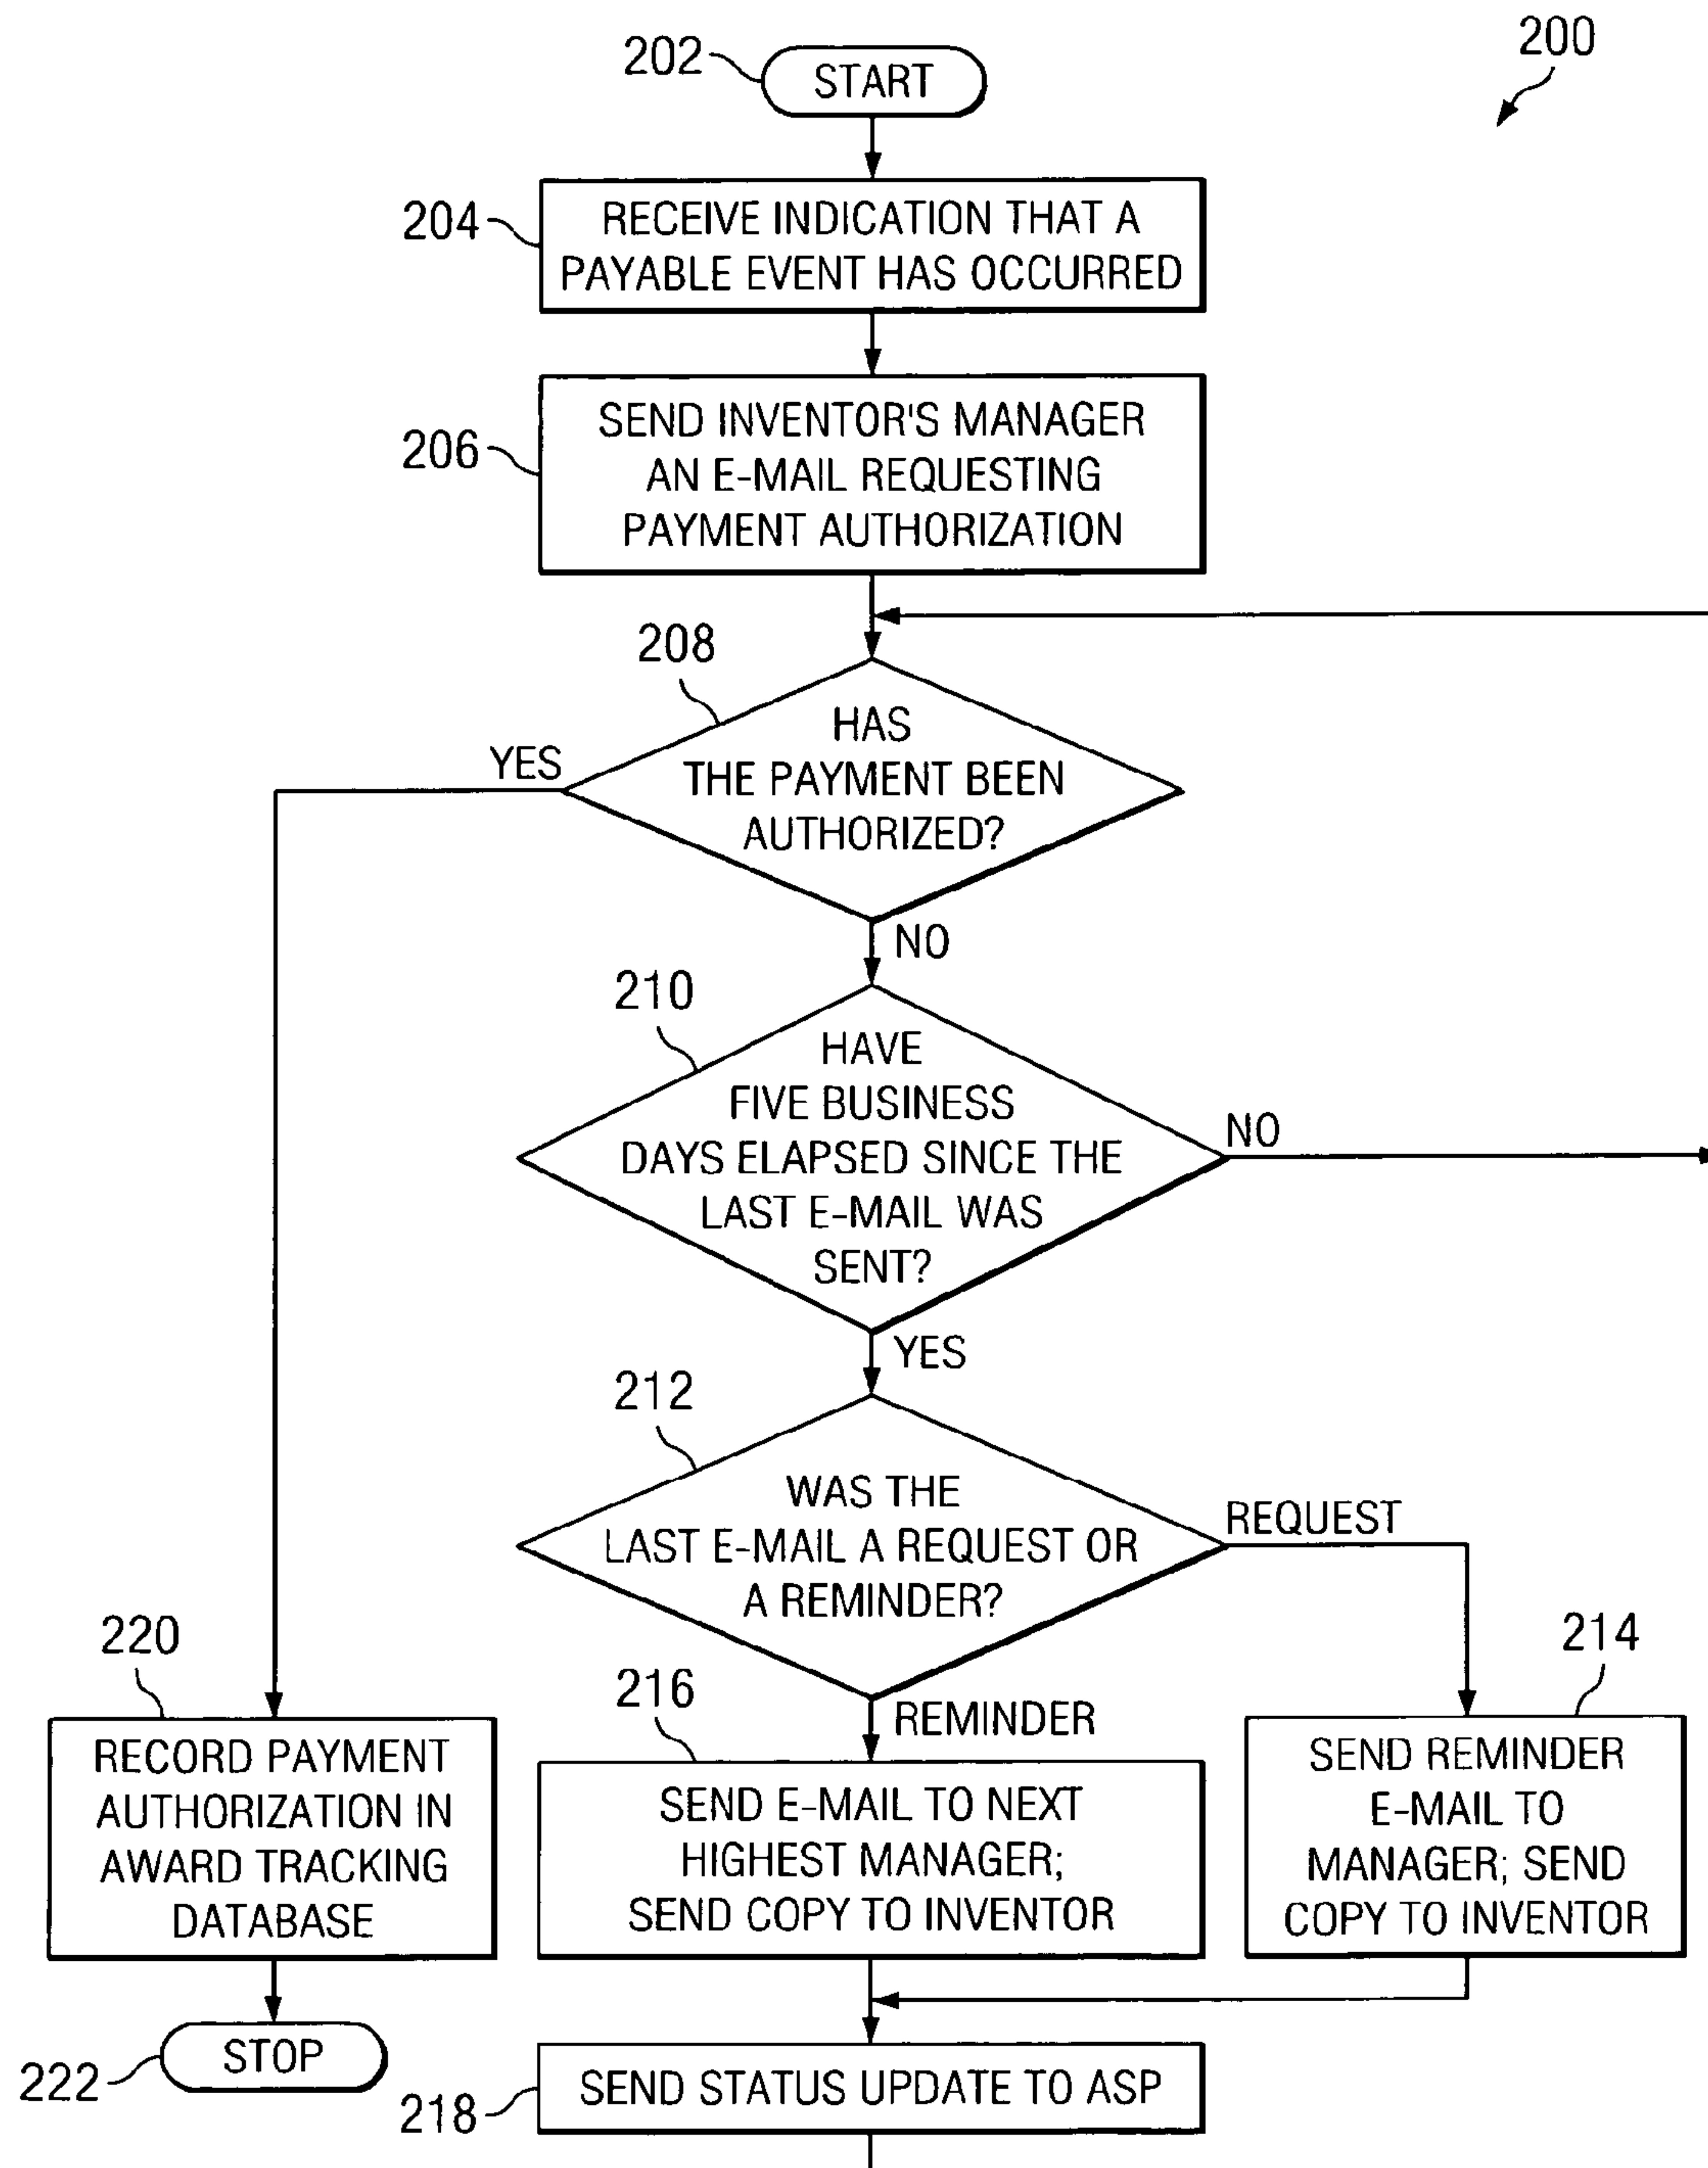 200
202
START
204
RECEIVE INDICATION THAT A
PAYABLE EVENT HAS OCCURRED
206
SEND INVENTOR'S MANAGER
AN E-MAIL REQUESTING
PAYMENT AUTHORIZATION
208
HAS
THE PAYMENT BEEN
AUTHORIZED?
YES
NO
210
HAVE
FIVE BUSINESS
DAYS ELAPSED SINCE THE
LAST E-MAIL WAS
SENT?
NO
YES
212
WAS THE
LAST E-MAIL A REQUEST OR
A REMINDER?
REQUEST
REMINDER
214
SEND REMINDER
E-MAIL TO
MANAGER; SEND
COPY TO INVENTOR
216
SEND E-MAIL TO NEXT
HIGHEST MANAGER;
SEND COPY TO INVENTOR
220
RECORD PAYMENT
AUTHORIZATION IN
AWARD TRACKING
DATABASE
222
STOP
218
SEND STATUS UPDATE TO ASP